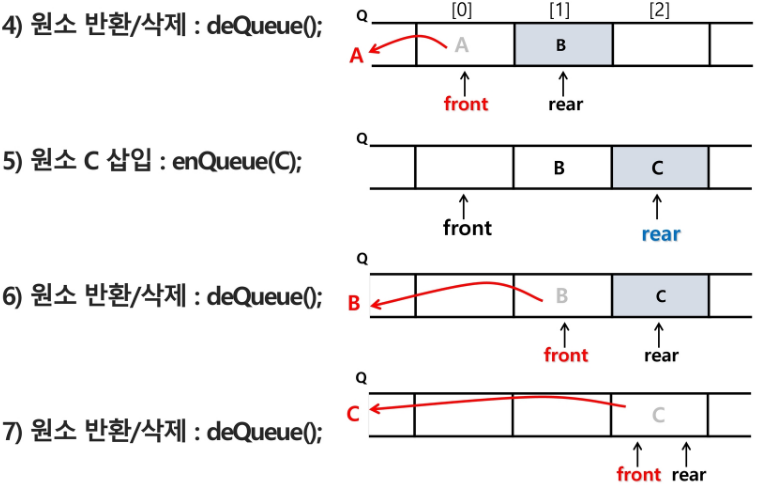 Q [0] [1] [2]
4) 원소 반환/삭제 : deQueue();
A A B
front rear
Q
5) 원소 C 삽입 : enQueue(C);
B C
front rear
Q
6) 원소 반환/삭제 : deQueue();
B B C
front rear
Q
7) 원소 반환/삭제 : deQueue();
C C
front rear